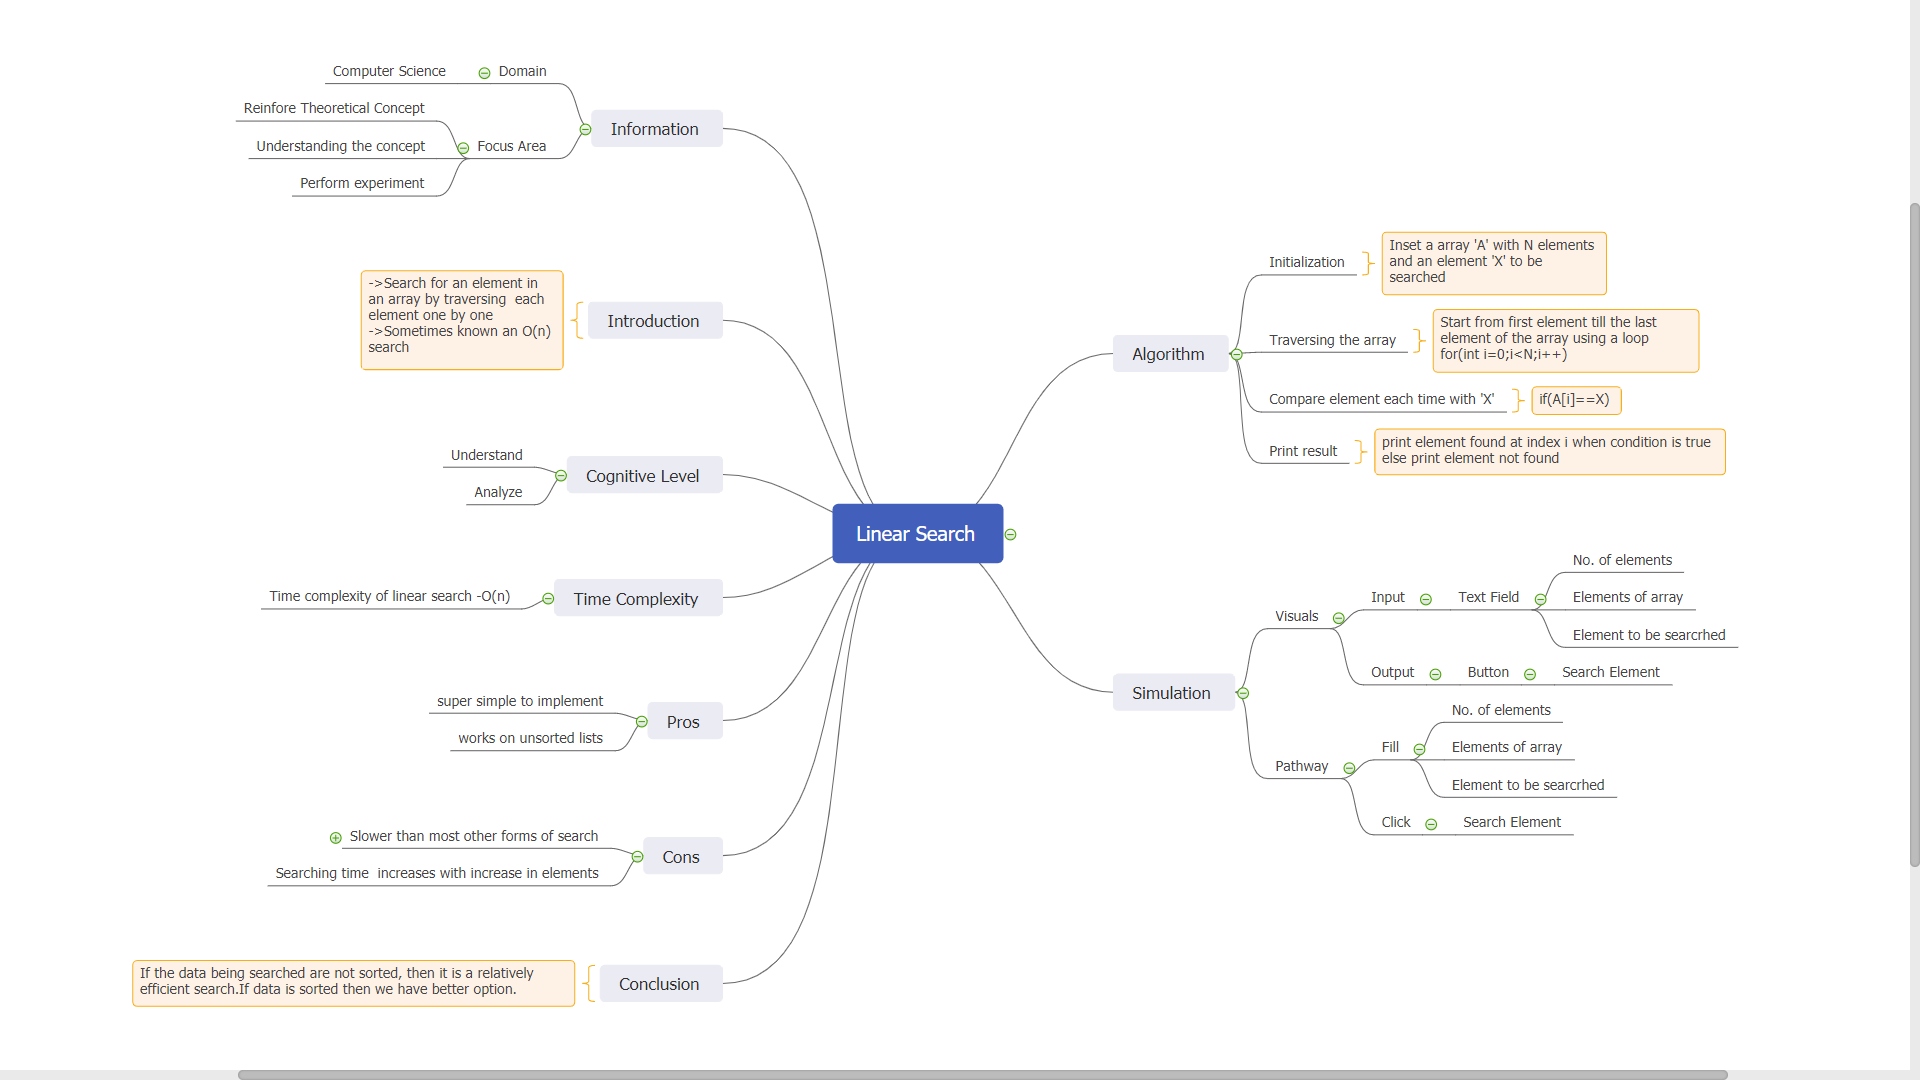 Linear Search
Information
Domain
Computer Science
Focus Area
Reinfore Theoretical Concept
Understanding the concept
Perform experiment
Introduction
->Search for an element in
an array by traversing  each
element one by one
->Sometimes known an O(n)
search
Cognitive Level
Understand
Analyze
Time Complexity
Time complexity of linear search -O(n)
Pros
super simple to implement
works on unsorted lists
Cons
Slower than most other forms of search
Searching time  increases with increase in elements
Conclusion
If the data being searched are not sorted, then it is a relatively
efficient search.If data is sorted then we have better option.
Algorithm
Initialization
Inset a array 'A' with N elements
and an element 'X' to be
searched
Traversing the array
Start from first element till the last
element of the array using a loop
for(int i=0;i<N;i++)
Compare element each time with 'X'
if(A[i]==X)
Print result
print element found at index i when condition is true
else print element not found
Simulation
Visuals
Input
Text Field
No. of elements
Elements of array
Element to be searcrhed
Output
Button
Search Element
Pathway
Fill
No. of elements
Elements of array
Element to be searcrhed
Click
Search Element